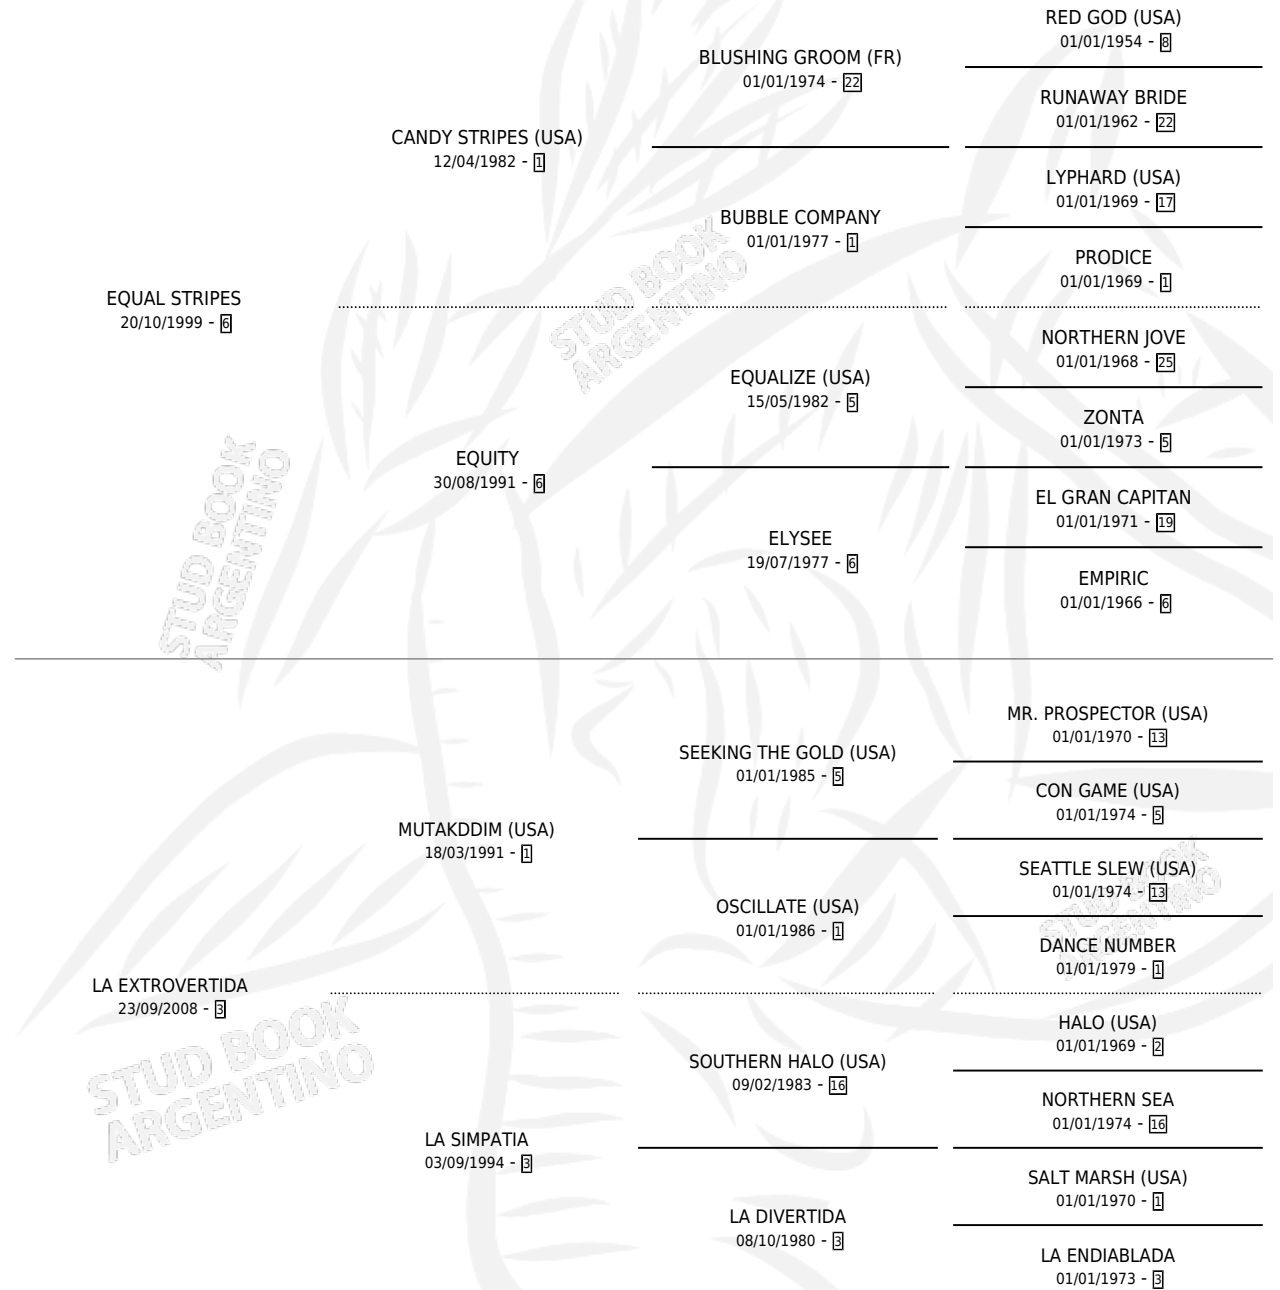 RED GOD (USA)
01/01/1954 - 8
BLUSHING GROOM (FR)
01/01/1974 - 22
RUNAWAY BRIDE
01/01/1962 - 22
CANDY STRIPES (USA)
12/04/1982 - 1
LYPHARD (USA)
01/01/1969 - 17
BUBBLE COMPANY
01/01/1977 - 1
PRODICE
01/01/1969 - 1
EQUAL STRIPES
20/10/1999 - 6
STUD BOOK
ARGENTINO
NORTHERN JOVE
01/01/1968 - 25
EQUALIZE (USA)
15/05/1982 - 5
ZONTA
01/01/1973 - 5
EQUITY
30/08/1991 - 6
EL GRAN CAPITAN
01/01/1971 - 19
ELYSEE
19/07/1977 - 6
EMPIRIC
01/01/1966 - 6
STUD BOOK
ARGENTINO
MR. PROSPECTOR (USA)
01/01/1970 - 13
SEEKING THE GOLD (USA)
01/01/1985 - 5
CON GAME (USA)
01/01/1974 - 5
MUTAKDDIM (USA)
18/03/1991 - 1
SEATTLE SLEW (USA)
01/01/1974 - 13
OSCILLATE (USA)
01/01/1986 - 1
STUD BOOK
ARGENTINO
DANCE NUMBER
01/01/1979 - 1
LA EXTROVERTIDA
23/09/2008 - 3
STUD BOOK
ARGENTINO
HALO (USA)
01/01/1969 - 2
SOUTHERN HALO (USA)
09/02/1983 - 16
NORTHERN SEA
01/01/1974 - 16
LA SIMPATIA
03/09/1994 - 3
SALT MARSH (USA)
01/01/1970 - 1
LA DIVERTIDA
08/10/1980 - 3
LA ENDIABLADA
01/01/1973 - 3